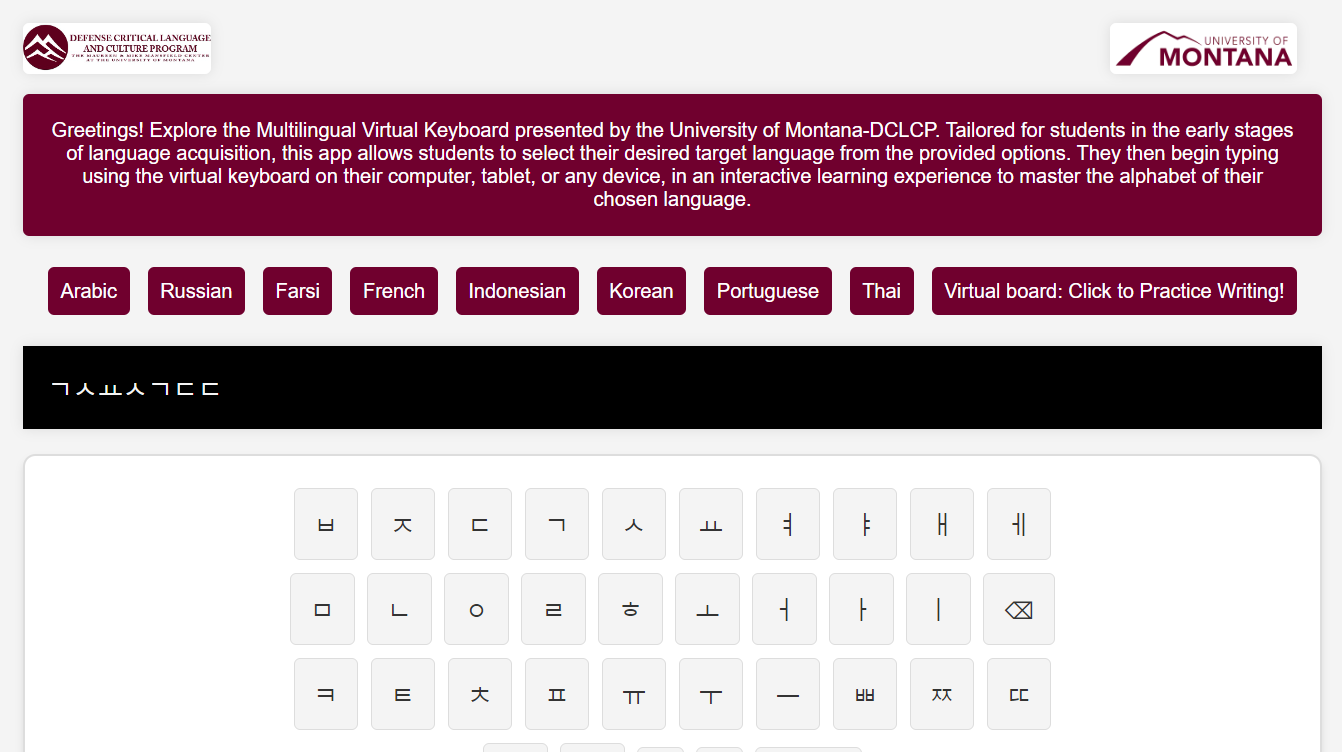 DEFENSE CRITICAL LANGUAGE
AND CULTURE PROGRAM
THE MAUREEN & MIKE MANSFIELD CENTER
AT THE UNIVERSITY OF MONTANA
UNIVERSITY OF
MONTANA
Greetings! Explore the Multilingual Virtual Keyboard presented by the University of Montana-DCLCP. Tailored for students in the early stages
of language acquisition, this app allows students to select their desired target language from the provided options. They then begin typing
using the virtual keyboard on their computer, tablet, or any device, in an interactive learning experience to master the alphabet of their
chosen language.
Arabic Russian Farsi French Indonesian Korean Portuguese Thai Virtual board: Click to Practice Writing!
ㄱㅅㅛㅅㄱㄷㄷ
ㅂ ㅈ ㄷ ㄱ ㅅ ㅛ ㅕ ㅑ ㅐ ㅔ
ㅁ ㄴ ㅇ ㄹ ㅎ ㅗ ㅓ ㅏ ㅣ ⌫
ㅋ ㅌ ㅊ ㅍ ㅠ ㅜ ㅡ ㅃ ㅉ ㄸ